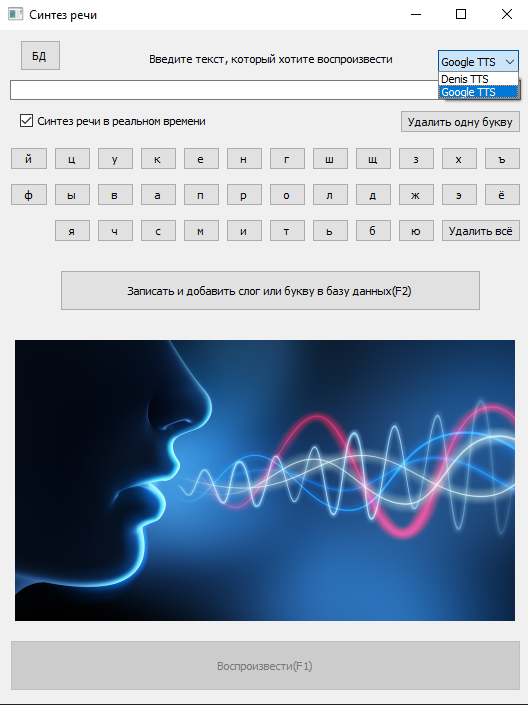 Синтез речи
БД
Введите текст, который хотите воспроизвести
Google TTS
Denis TTS
Google TTS
Синтез речи в реальном времени
Удалить одну букву
й ц у к е н г ш щ з х ъ
ф ы в а п р о л д ж э ё
я ч с м и т ь б ю Удалить всё
Записать и добавить слог или букву в базу данных(F2)
Воспроизвести(F1)